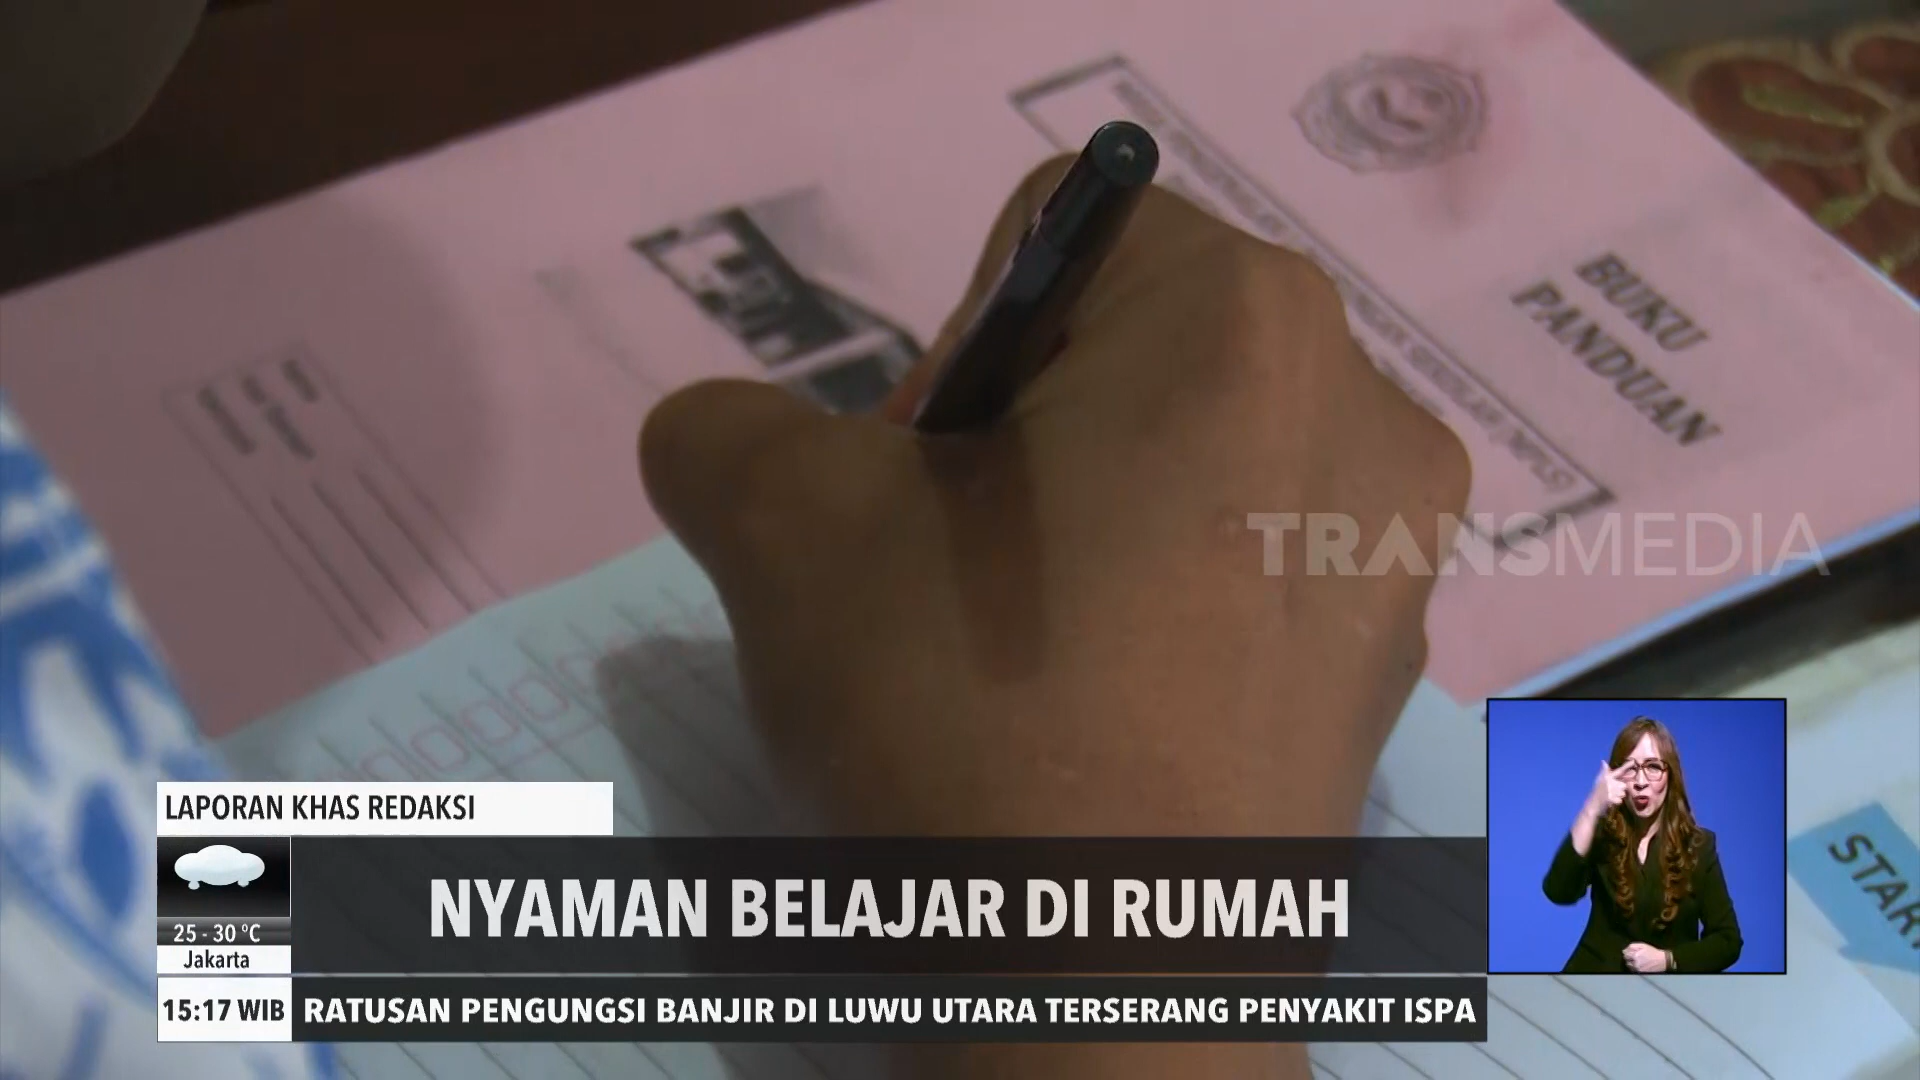 BUKU
PANDUAN
TRANSMEDIA
START
LAPORAN KHAS REDAKSI
NYAMAN BELAJAR DI RUMAH
25 - 30 °C
Jakarta
15:17 WIB
RATUSAN PENGUNGSI BANJIR DI LUWU UTARA TERSERANG PENYAKIT ISPA